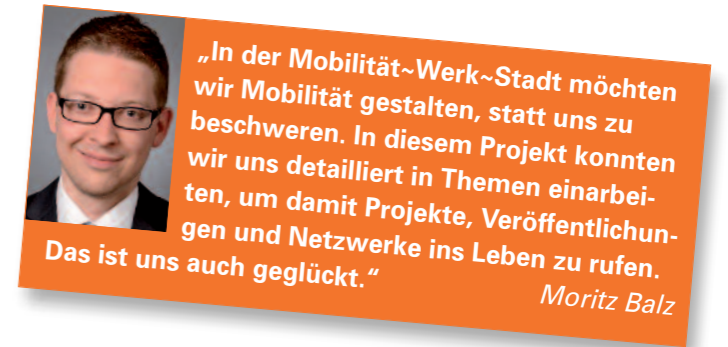 „In der Mobilität~Werk~Stadt möchten
wir Mobilität gestalten, statt uns zu
beschweren. In diesem Projekt konnten
wir uns detailliert in Themen einarbei-
ten, um damit Projekte, Veröffentlichun-
gen und Netzwerke ins Leben zu rufen.
Das ist uns auch geglückt.“
Moritz Balz